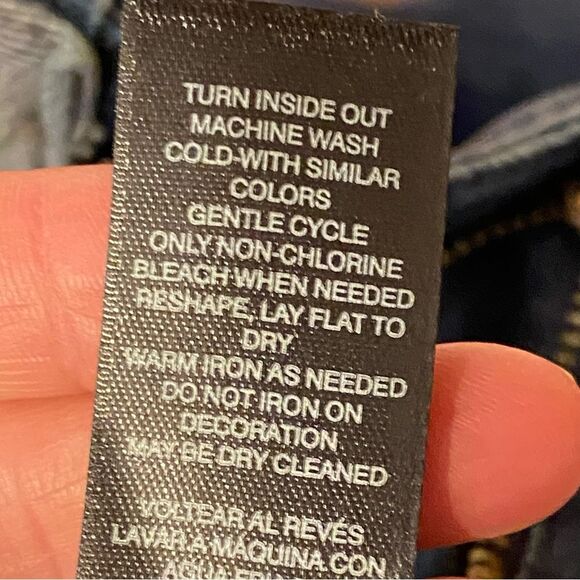 TURN INSIDE OUT
MACHINE WASH
COLD-WITH SIMILAR
COLORS
GENTLE CYCLE
ONLY NON-CHLORINE
BLEACH WHEN NEEDED
RESHAPE, LAY FLAT TO
DRY
WARM IRON AS NEEDED
DO NOT IRON ON
DECORATION
MAY BE DRY CLEANED
VOLTEAR AL REVÉS
LAVAR A MAQUINA CON
AGUA